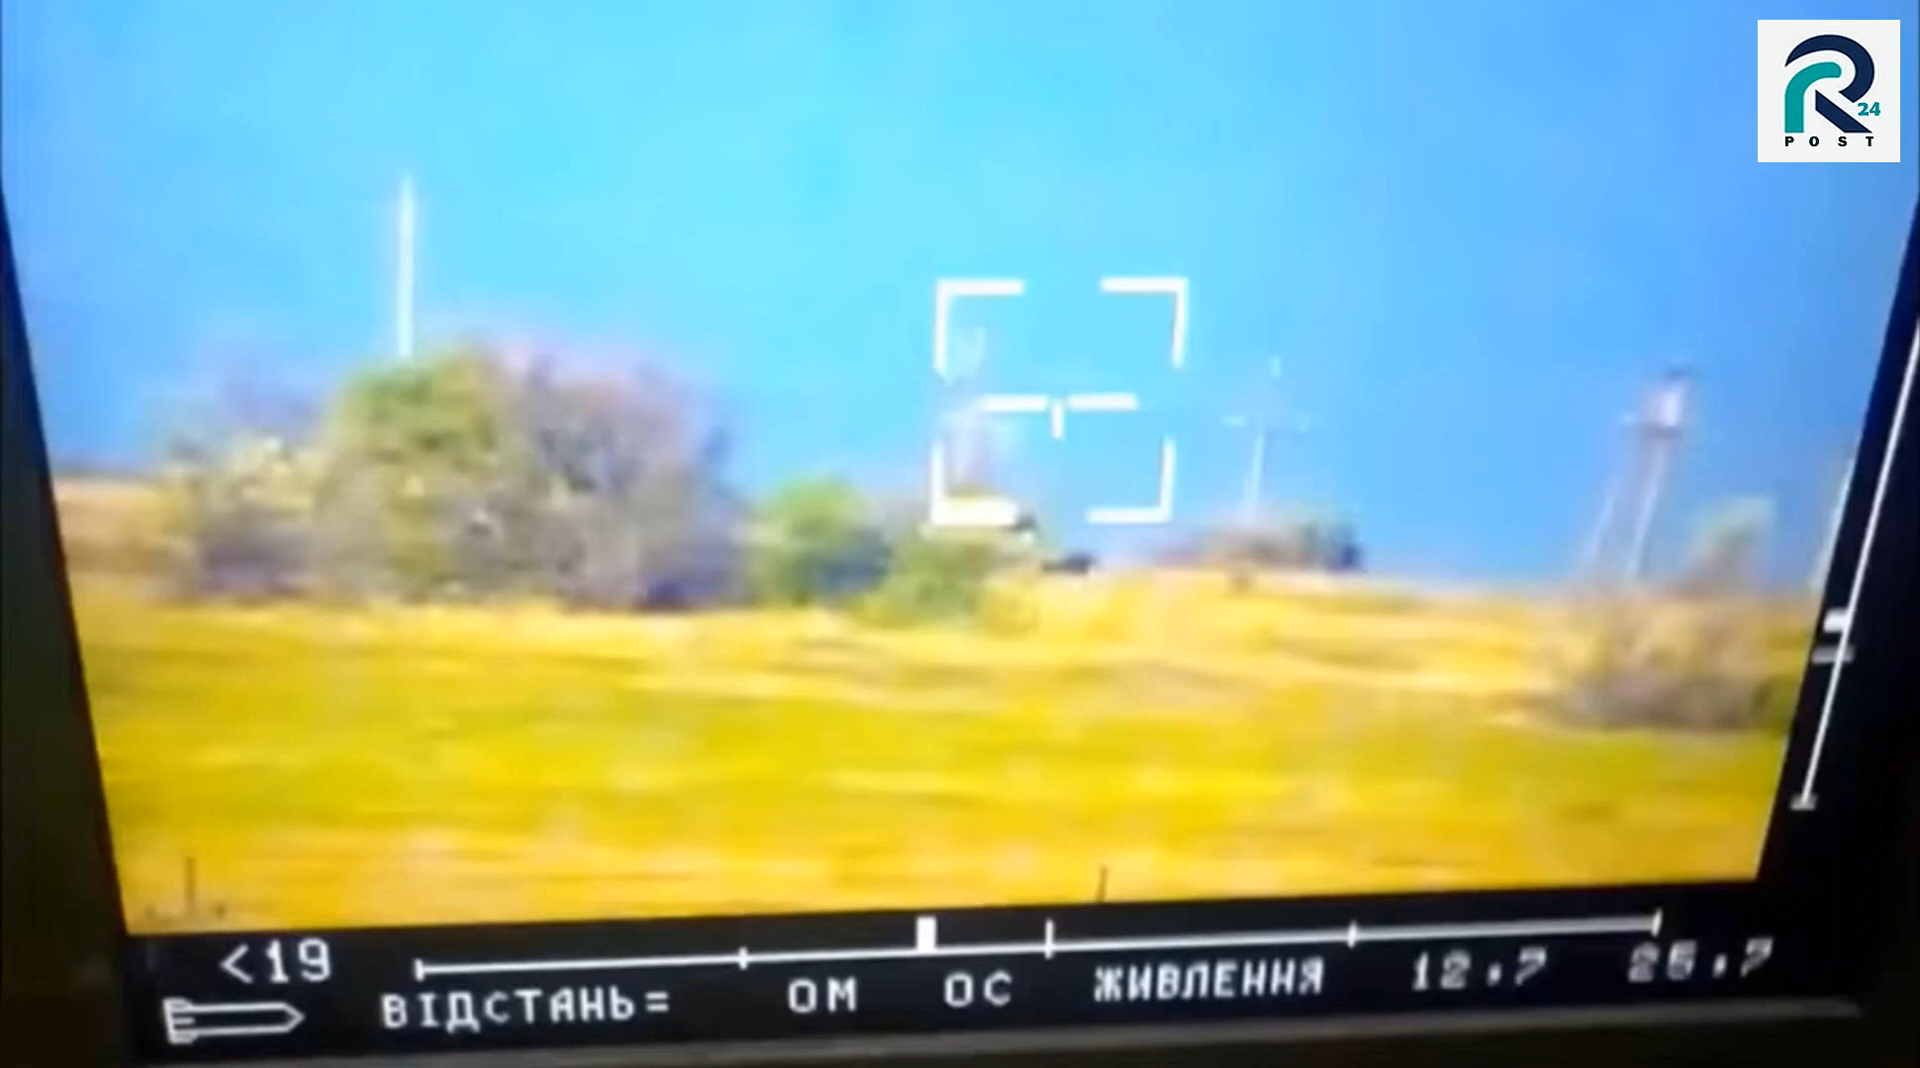 R 24
POST
<19
ВІДСТАНЬ= 0М 0С ЖИВЛЕННЯ 12.7 25.7